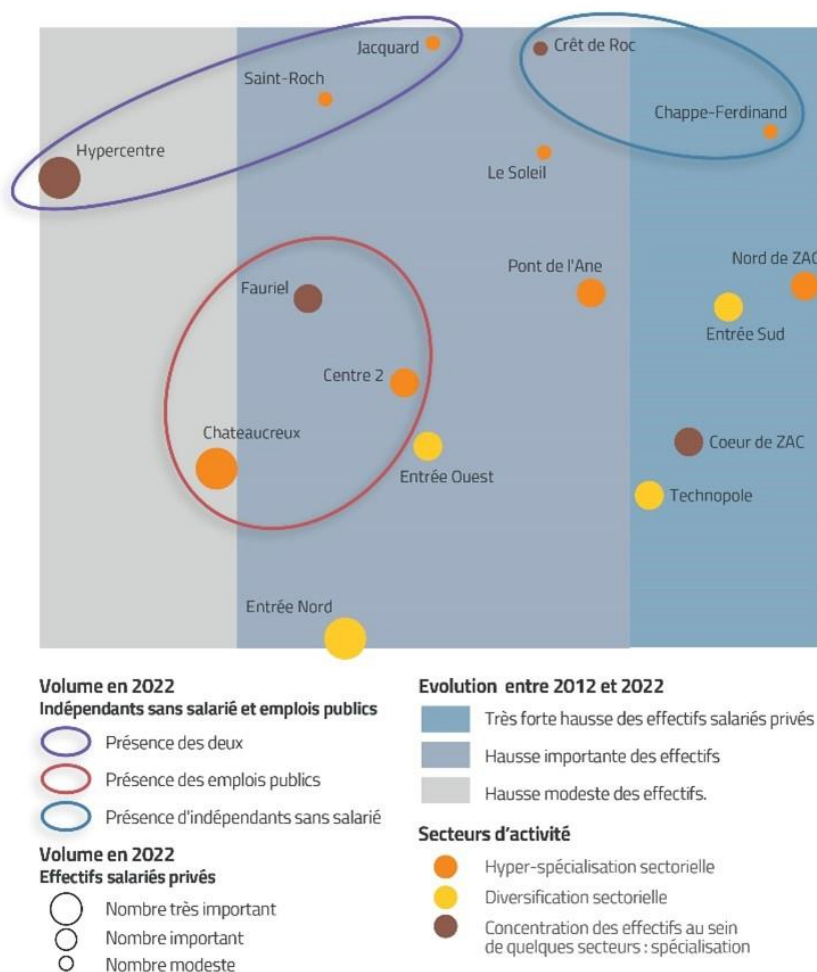 Jacquard
Crêt de Roc
Saint-Roch
Chappe-Ferdinand
Hypercentre
Le Soleil
Nord de ZAC
Pont de l'Ane
Fauriel
Entrée Sud
Centre 2
Chateaucreux
Coeur de ZAC
Entrée Ouest
Technopole
Entrée Nord
Volume en 2022
Indépendants sans salarié et emplois publics
Présence des deux
Présence des emplois publics
Présence d'indépendants sans salarié
Volume en 2022
Effectifs salariés privés
Nombre très important
Nombre important
Nombre modeste
Evolution entre 2012 et 2022
Très forte hausse des effectifs salariés privés
Hausse importante des effectifs
Hausse modeste des effectifs.
Secteurs d'activité
Hyper-spécialisation sectorielle
Diversification sectorielle
Concentration des effectifs au sein
de quelques secteurs : spécialisation